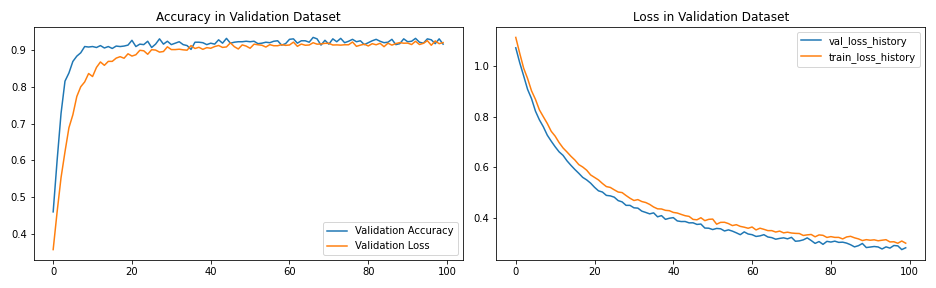 Accuracy in Validation Dataset
0.9
0.8
0.7
0.6
0.5
0.4
0 20 40 60 80 100
Validation Accuracy
Validation Loss
Loss in Validation Dataset
1.0
0.8
0.6
0.4
0 20 40 60 80 100
val_loss_history
train_loss_history